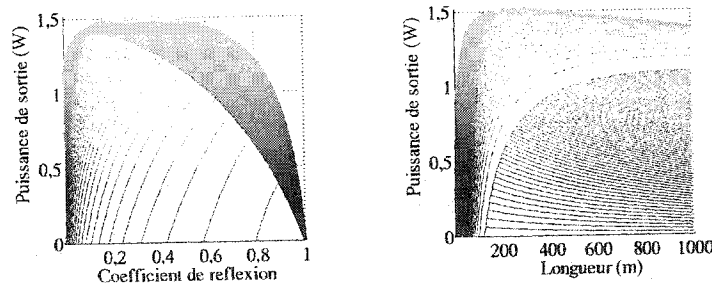 Puissance de sortie (W)
1,5
1
0,5
0
0,2 0,4 0,6 0,8 1
Coefficient de reflexion
Puissance de sortie (W)
1,5
1
0,5
0
200 400 600 800 1000
Longueur (m)